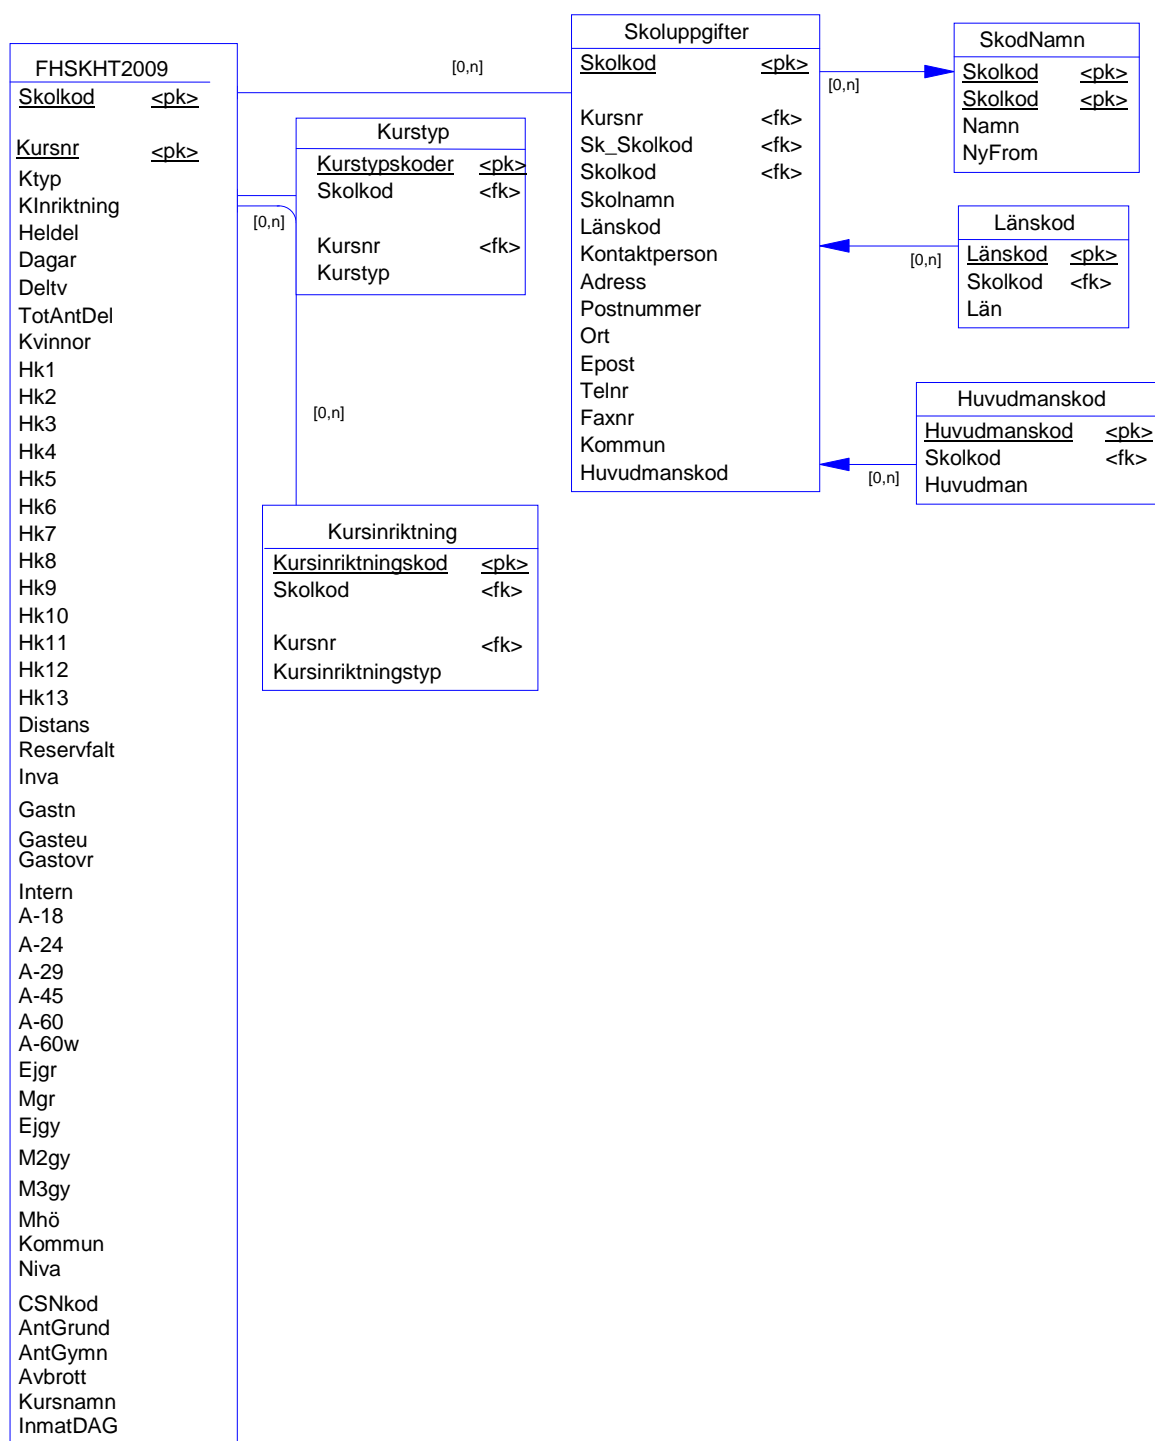 FHSKHT2009
Skolkod <pk>
Kursnr <pk>
Ktyp
KInriktning
Heldel
Dagar
Deltv
TotAntDel
Kvinnor
Hk1
Hk2
Hk3
Hk4
Hk5
Hk6
Hk7
Hk8
Hk9
Hk10
Hk11
Hk12
Hk13
Distans
Reservfalt
Inva
Gastn
Gasteu
Gastovr
Intern
A-18
A-24
A-29
A-45
A-60
A-60w
Ejgr
Mgr
Ejgy
M2gy
M3gy
Mhö
Kommun
Niva
CSNkod
AntGrund
AntGymn
Avbrott
Kursnamn
InmatDAG
[0,n]
[0,n]
[0,n]
Kurstyp
Kurstypskoder <pk>
Skolkod <fk>
Kursnr <fk>
Kurstyp
Kursinriktning
Kursinriktningskod <pk>
Skolkod <fk>
Kursnr <fk>
Kursinriktningstyp
Skoluppgifter
Skolkod <pk>
Kursnr <fk>
Sk_Skolkod <fk>
Skolkod <fk>
Skolnamn
Länskod
Kontaktperson
Adress
Postnummer
Ort
Epost
Telnr
Faxnr
Kommun
Huvudmanskod
[0,n]
[0,n]
[0,n]
SkodNamn
Skolkod <pk>
Skolkod <pk>
Namn
NyFrom
Länskod
Länskod <pk>
Skolkod <fk>
Län
Huvudmanskod
Huvudmanskod <pk>
Skolkod <fk>
Huvudman